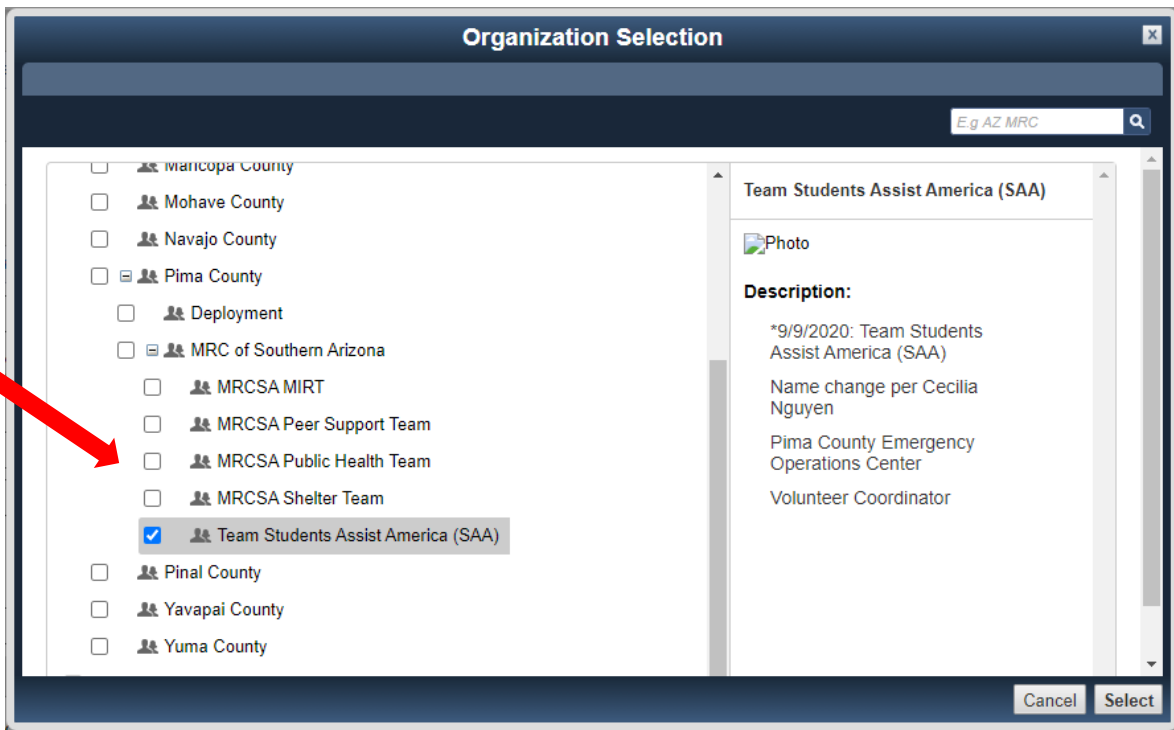 Organization Selection
E.g AZ MRC
Maricopa County
Mohave County
Navajo County
Pima County
Deployment
MRC of Southern Arizona
MRCSA MIRT
MRCSA Peer Support Team
MRCSA Public Health Team
MRCSA Shelter Team
Team Students Assist America (SAA)
Pinal County
Yavapai County
Yuma County
Team Students Assist America (SAA)
Photo
Description:
*9/9/2020: Team Students
Assist America (SAA)
Name change per Cecilia
Nguyen
Pima County Emergency
Operations Center
Volunteer Coordinator
Cancel
Select